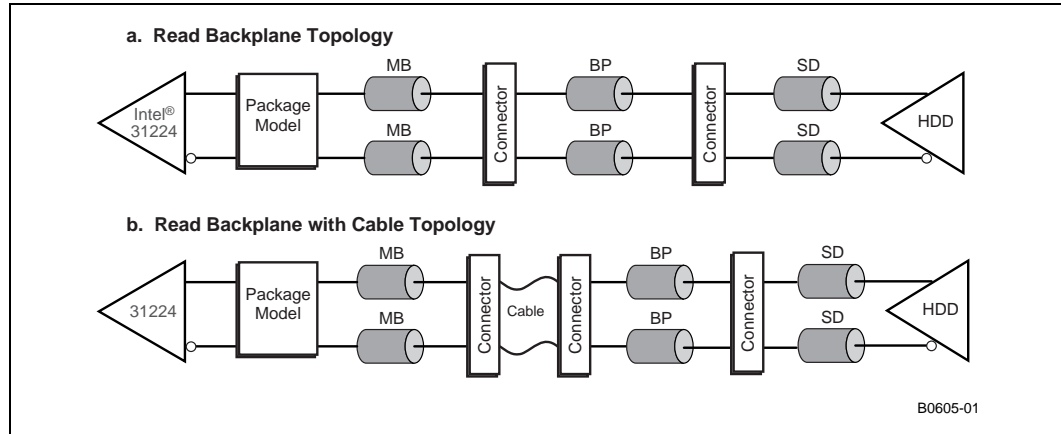 a. Read Backplane Topology
MB BP SD
Intel® 31224
Package Model
Connector
Connector
HDD
MB BP SD
b. Read Backplane with Cable Topology
MB BP SD
31224
Package Model
Connector
Cable
Connector
Connector
HDD
MB BP SD
B0605-01